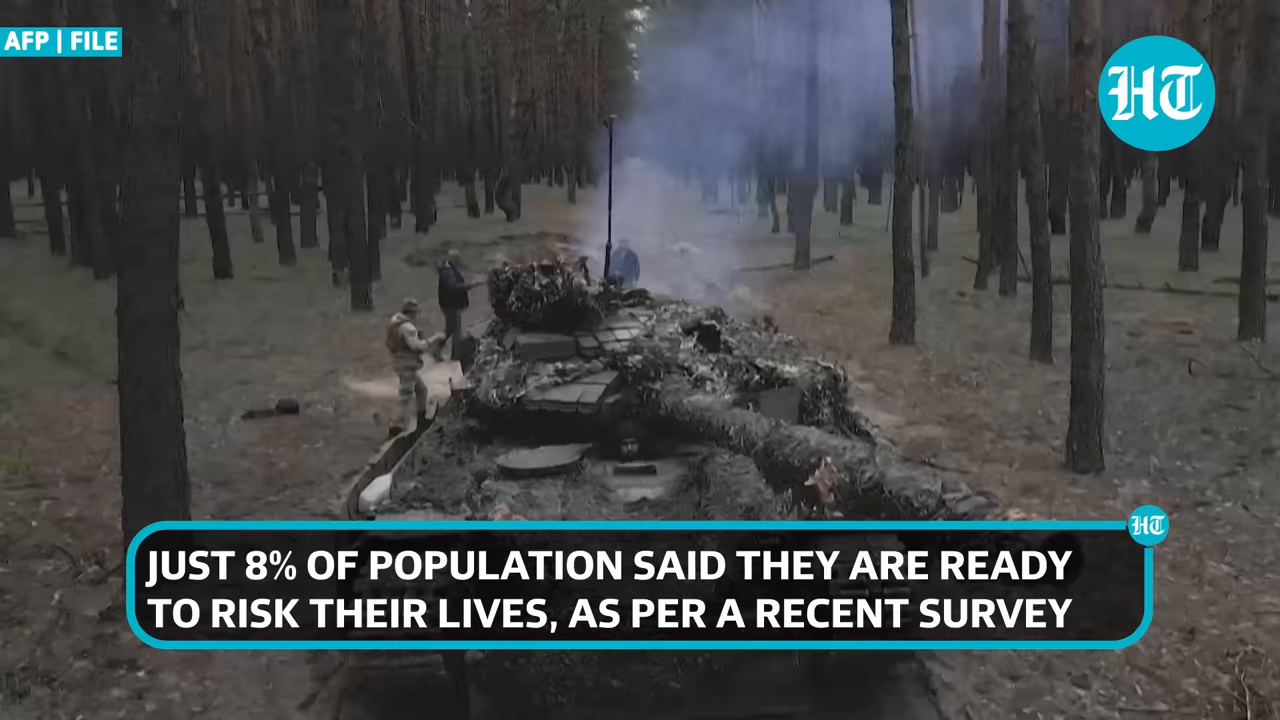 AFP | FILE
HT
HT
JUST 8% OF POPULATION SAID THEY ARE READY
TO RISK THEIR LIVES, AS PER A RECENT SURVEY